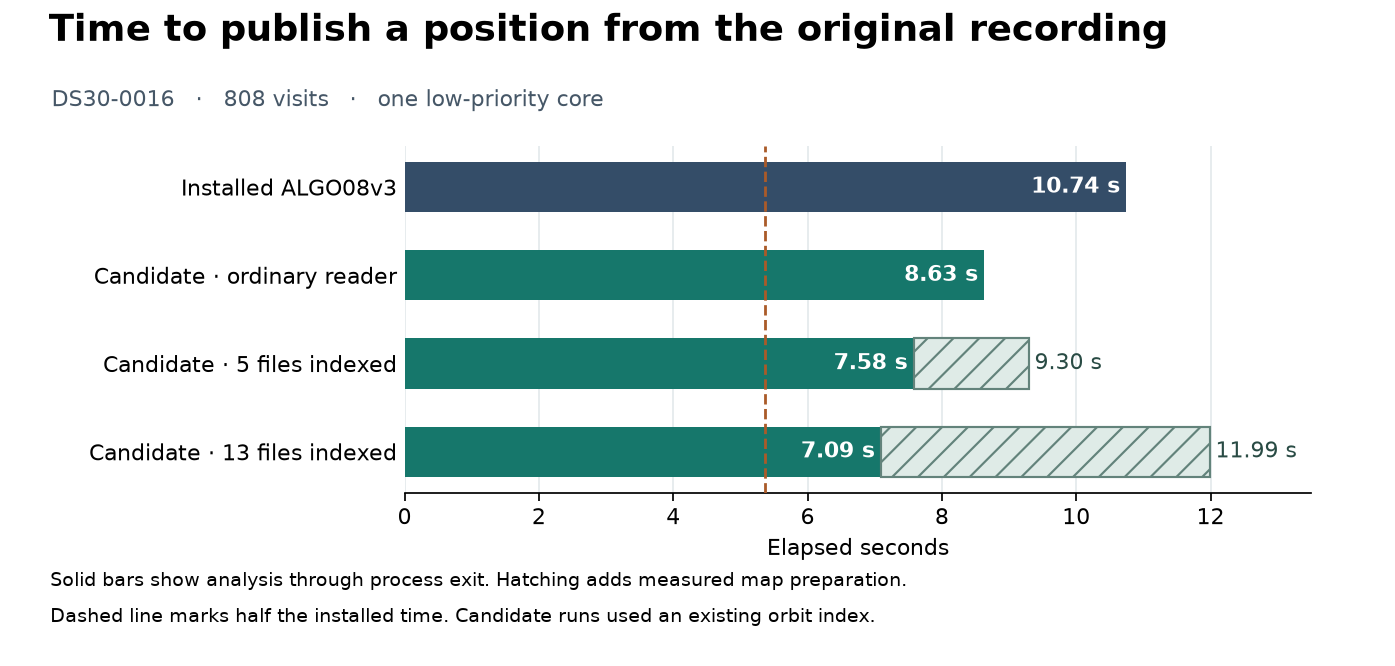 Time to publish a position from the original recording
DS30-0016 · 808 visits · one low-priority core
Installed ALGO08v3
10.74 s
Candidate · ordinary reader
8.63 s
Candidate · 5 files indexed
7.58 s
9.30 s
Candidate · 13 files indexed
7.09 s
11.99 s
0 2 4 6 8 10 12
Elapsed seconds
Solid bars show analysis through process exit. Hatching adds measured map preparation.
Dashed line marks half the installed time. Candidate runs used an existing orbit index.